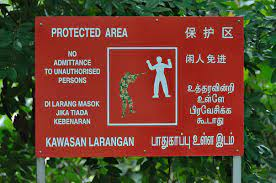 PROTECTED AREA
保护区
NO
ADMITTANCE
TO
UNAUTHORISED
PERSONS
闲人免进
DI LARANG MASOK
JIKA TIADA
KEBENARAN
உத்தரவின்றி
உள்ளே
பிரவேசிக்க
கூடாது
KAWASAN LARANGAN
பாதுகாப்பு உள்ள இடம்